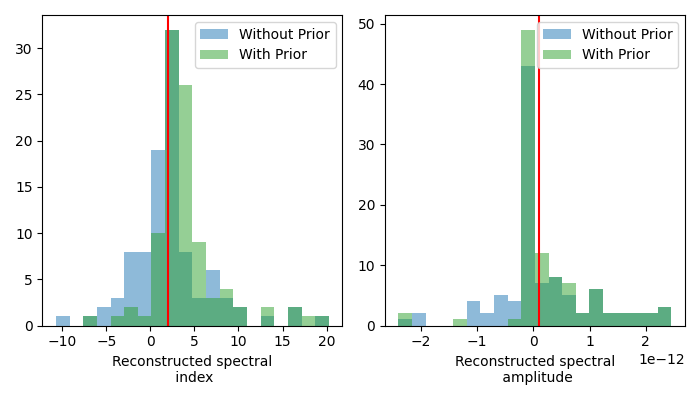 Without Prior
With Prior
30
25
20
15
10
5
0
−10
−5
0
5
10
15
20
Reconstructed spectral
index
Without Prior
With Prior
50
40
30
20
10
0
−2
−1
0
1
2
1e−12
Reconstructed spectral
amplitude